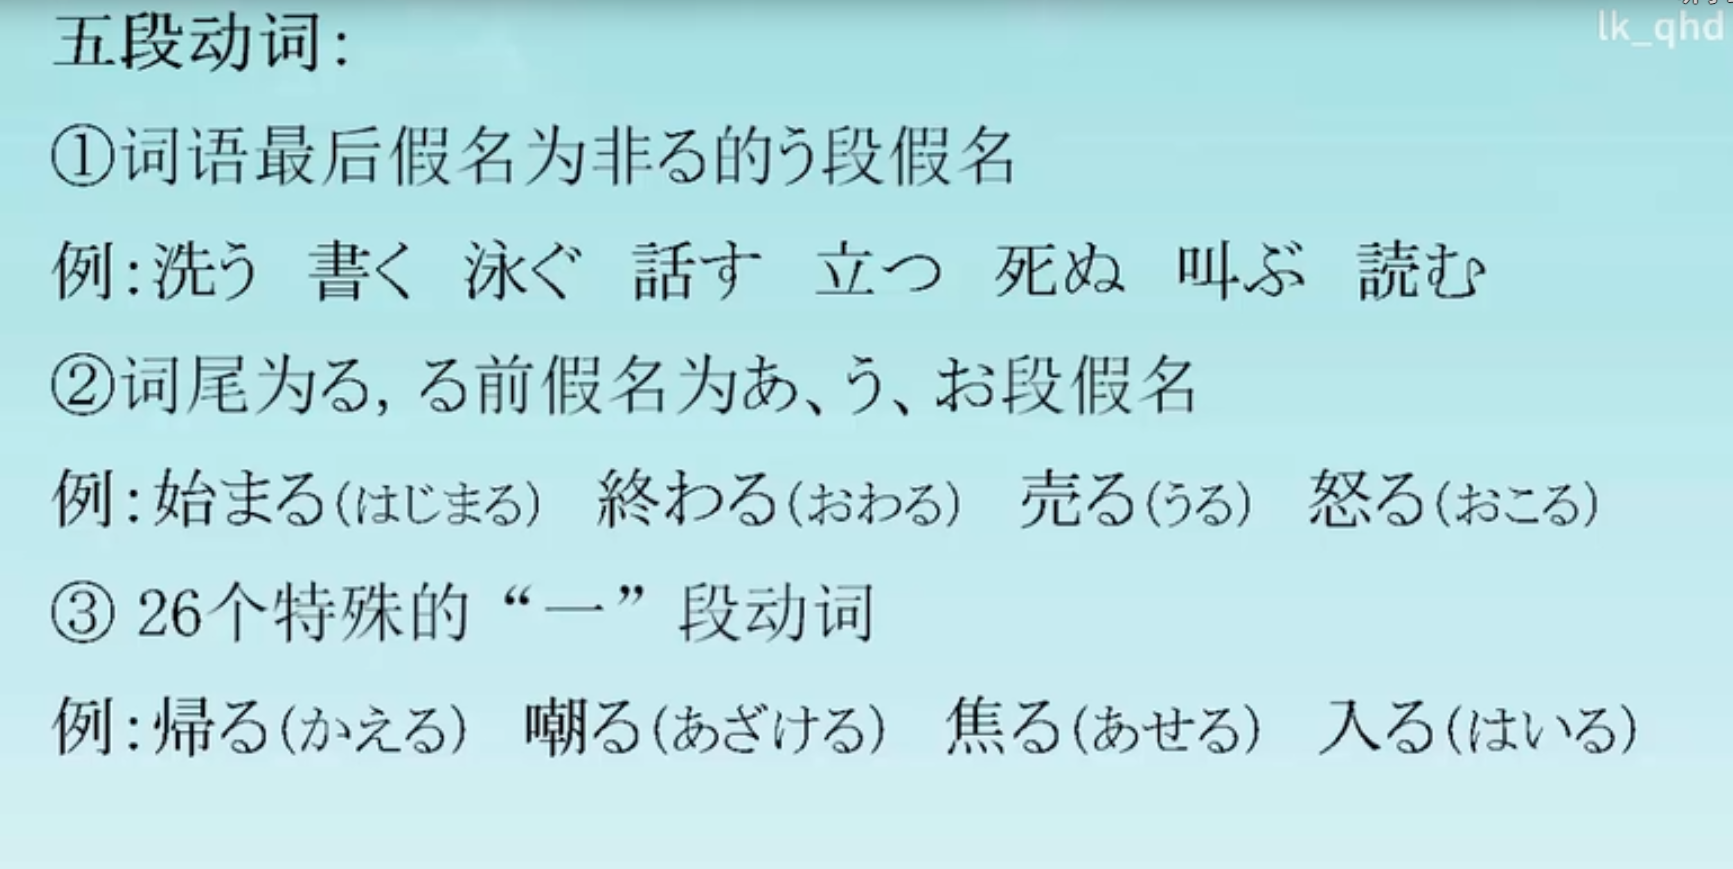 lk_qhd
五段动词：
①词语最后假名为非る的う段假名
例：洗う 書く 泳ぐ 話す 立つ 死ぬ 叫ぶ 読む
②词尾为る，る前假名为あ、う、お段假名
例：始まる（はじまる） 終わる（おわる） 売る（うる） 怒る（おこる）
③ 26个特殊的“一”段动词
例：帰る（かえる） 嘲る（あざける） 焦る（あせる） 入る（はいる）